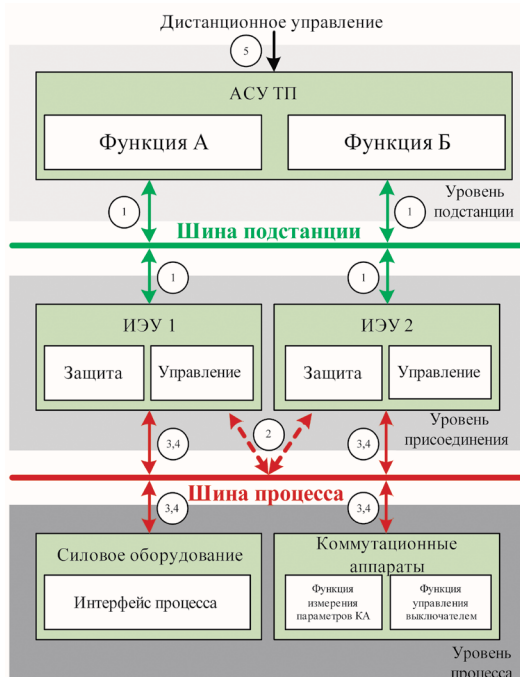 Дистанционное управление
5
АСУ ТП
Функция А
Функция Б
Уровень
подстанции
1
1
Шина подстанции
1
1
ИЭУ 1
ИЭУ 2
Защита
Управление
Защита
Управление
2
3,4
3,4
Уровень
присоединения
Шина процесса
3,4
3,4
Силовое оборудование
Интерфейс процесса
Коммутационные
аппараты
Функция
измерения
параметров КА
Функция
управления
выключателем
Уровень
процесса